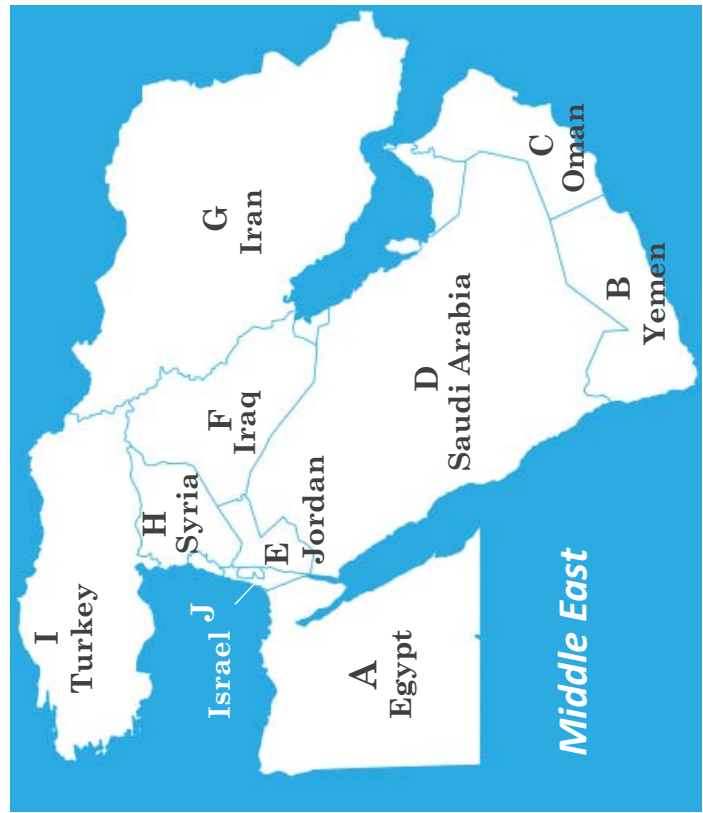 I
Turkey
H
Syria
J
Israel
F
Iraq
G
Iran
E
Jordan
A
Egypt
D
Saudi Arabia
C
Oman
B
Yemen
Middle East